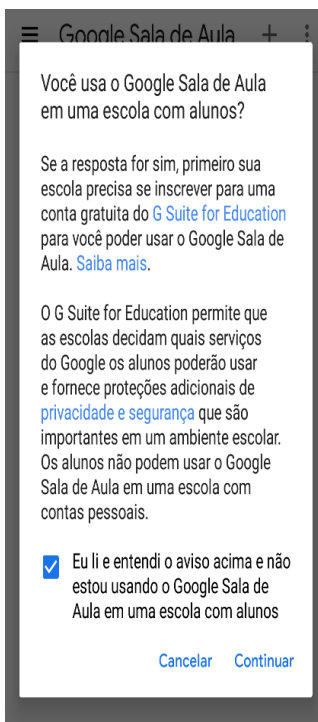 Google Sala de Aula
Você usa o Google Sala de Aula
em uma escola com alunos?
Se a resposta for sim, primeiro sua
escola precisa se inscrever para uma
conta gratuita do G Suite for Education
para você poder usar o Google Sala de
Aula. Saiba mais.
O G Suite for Education permite que
as escolas decidam quais serviços
do Google os alunos poderão usar
e fornece proteções adicionais de
privacidade e segurança que são
importantes em um ambiente escolar.
Os alunos não podem usar o Google
Sala de Aula em uma escola com
contas pessoais.
Eu li e entendi o aviso acima e não
estou usando o Google Sala de
Aula em uma escola com alunos
Cancelar Continuar